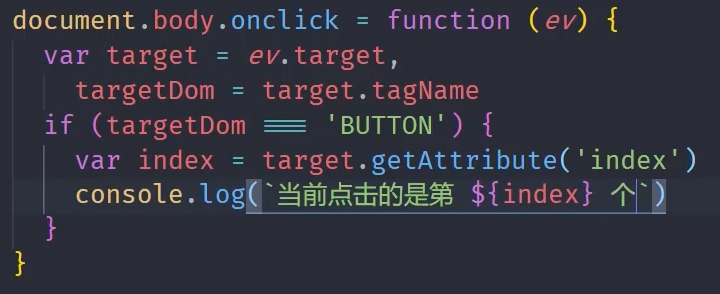 document.body.onclick = function (ev) {
  var target = ev.target,
    targetDom = target.tagName
  if (targetDom === 'BUTTON') {
    var index = target.getAttribute('index')
    console.log(`当前点击的是第 ${index} 个`)
  }
}